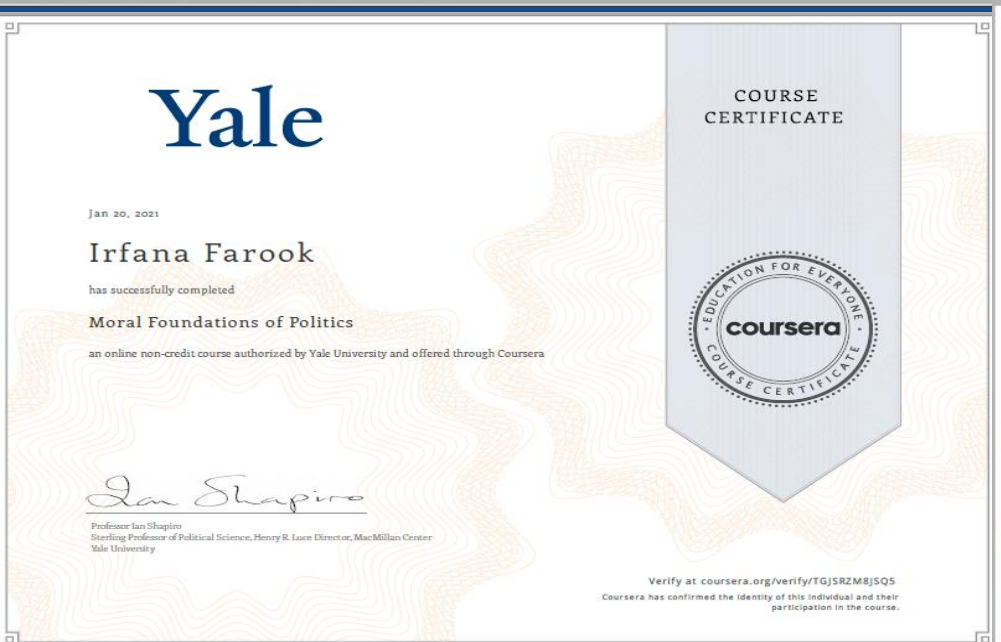 Yale
COURSE
CERTIFICATE
Jan 20, 2021
Irfana Farook
has successfully completed
Moral Foundations of Politics
an online non-credit course authorized by Yale University and offered through Coursera
EDUCATION FOR EVERYONE
coursera
COURSE CERTIFICATE
Ian Shapiro
Professor Ian Shapiro
Sterling Professor of Political Science, Henry R. Luce Director, MacMillan Center
Yale University
Verify at coursera.org/verify/TGJSRZM8JSQ5
Coursera has confirmed the identity of this individual and their
participation in the course.